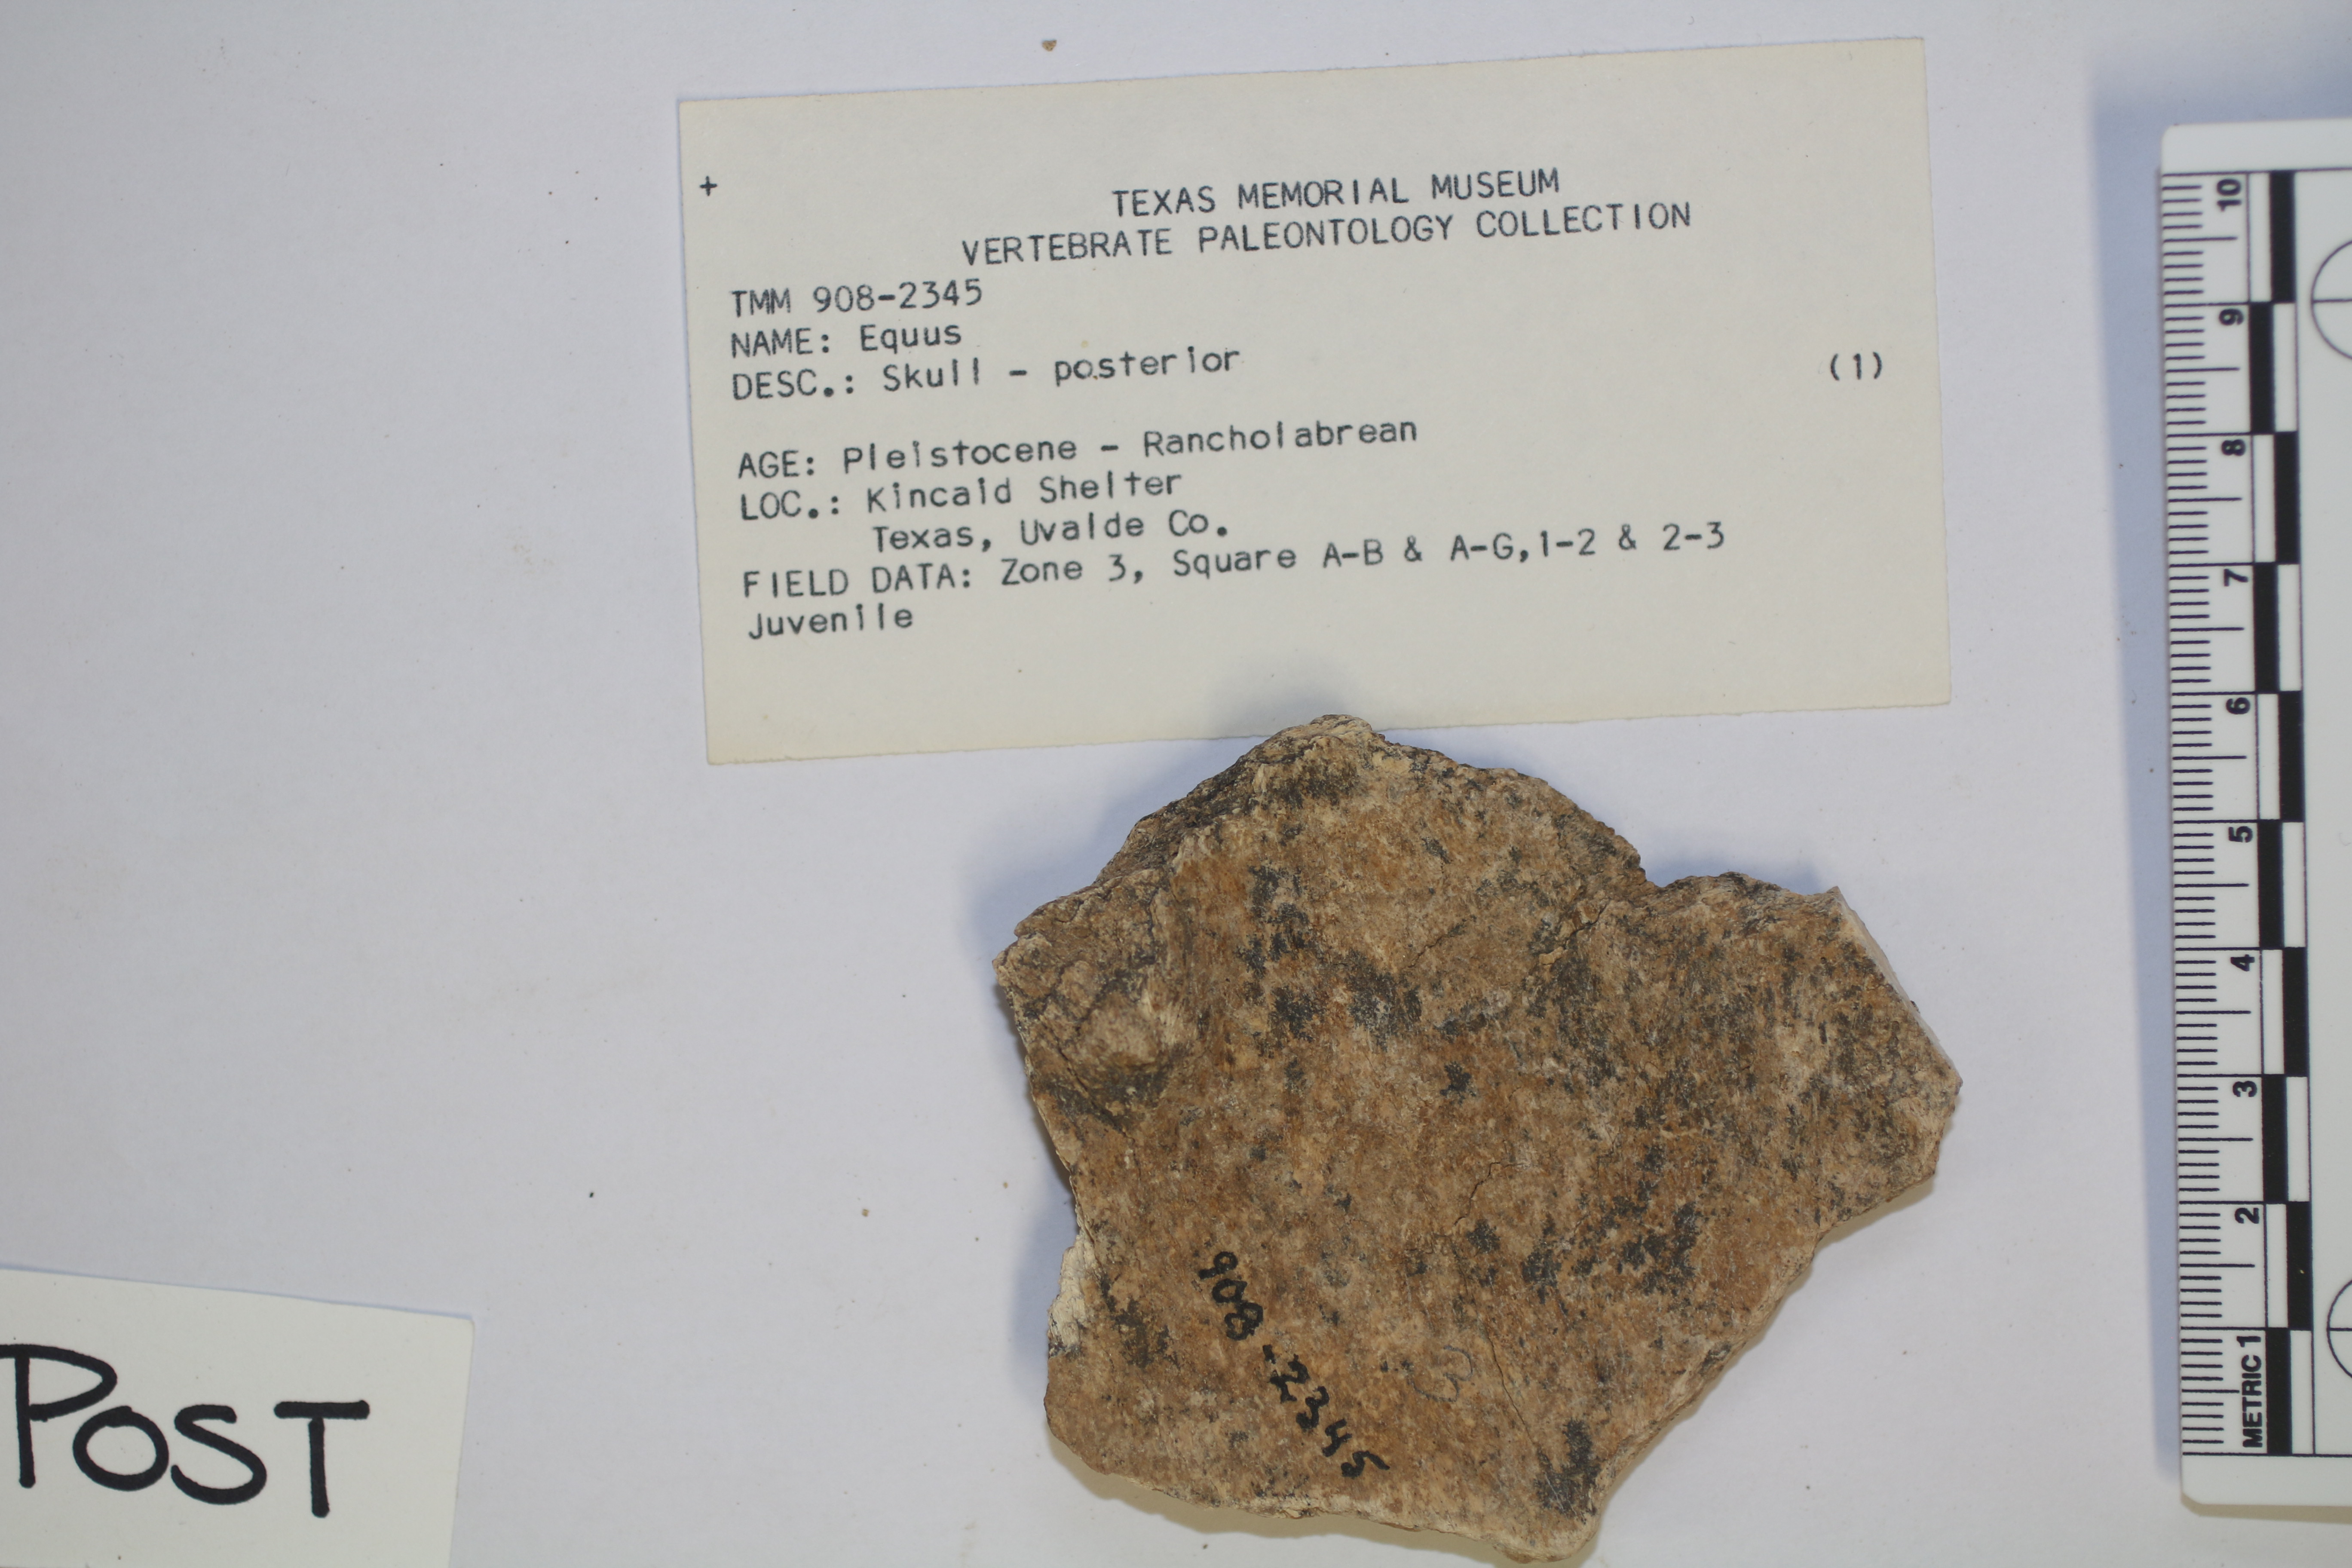 +
TEXAS MEMORIAL MUSEUM
VERTEBRATE PALEONTOLOGY COLLECTION
TMM 908-2345
NAME: Equus
DESC.: Skull - posterior (1)
AGE: Pleistocene - Rancholabrean
LOC.: Kincaid Shelter
Texas, Uvalde Co.
FIELD DATA: Zone 3, Square A-B & A-G,1-2 & 2-3
Juvenile
10
9
8
7
6
5
4
3
2
METRIC 1
908-2345
3
POST